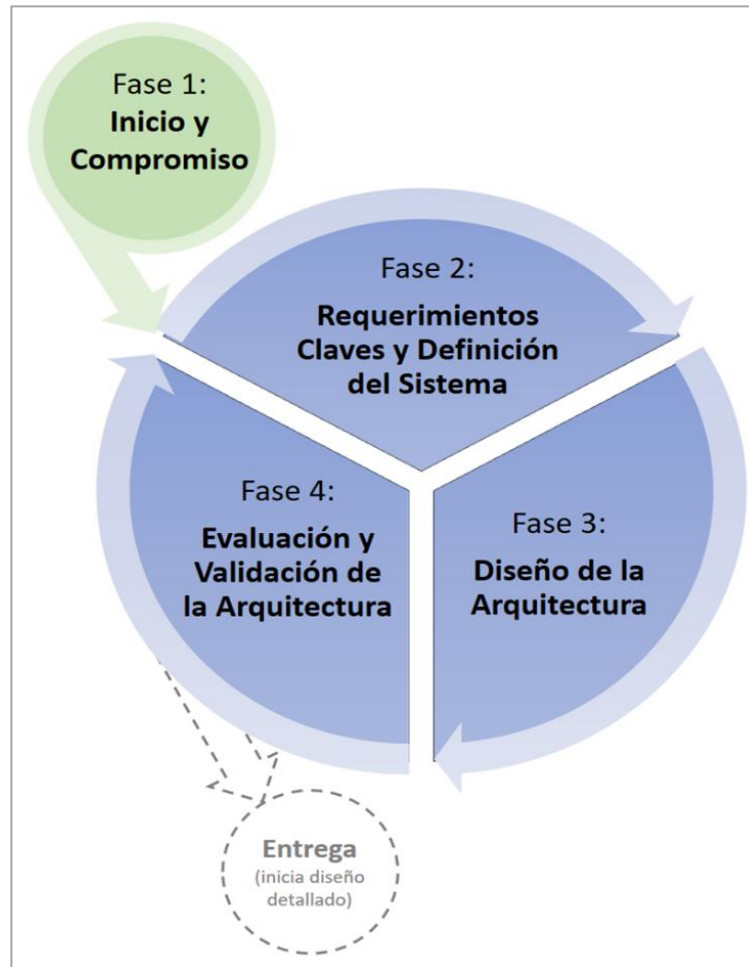 Fase 1:
Inicio y
Compromiso
Fase 2:
Requerimientos
Claves y Definición
del Sistema
Fase 3:
Diseño de la
Arquitectura
Fase 4:
Evaluación y
Validación de
la Arquitectura
Entrega
(inicia diseño
detallado)